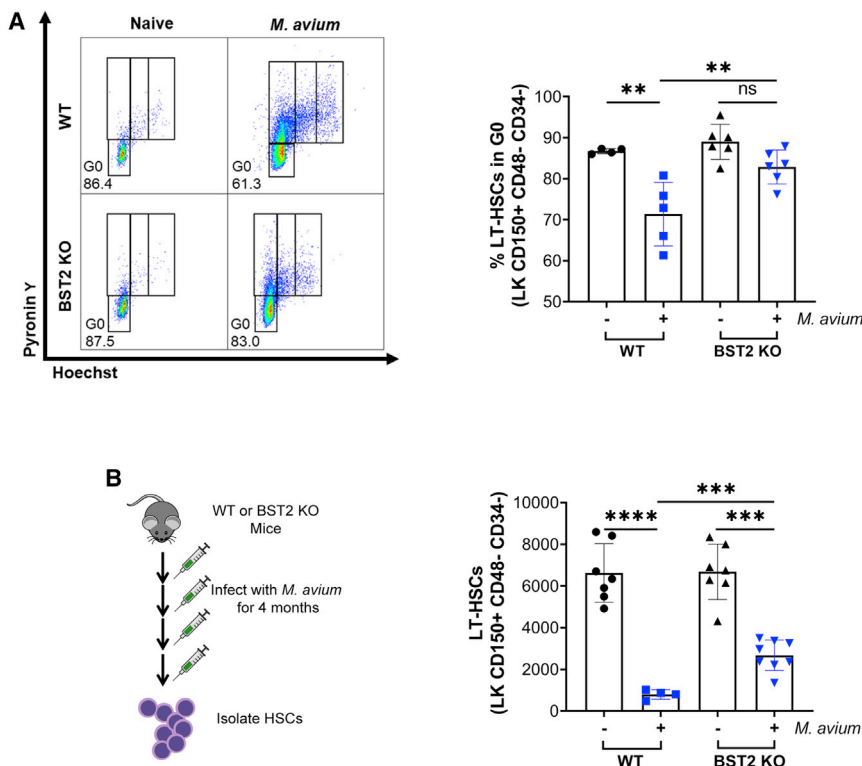 A
Naive
M. avium
WT
G0
86.4
G0
61.3
BST2 KO
G0
87.5
G0
83.0
Pyronin Y
Hoechst
% LT-HSCs in G0
(LK CD150+ CD48- CD34-)
100
90
80
70
60
50
**
**
ns
- + - + M. avium
WT BST2 KO
B
WT or BST2 KO
Mice
Infect with M. avium
for 4 months
Isolate HSCs
LT-HSCs
(LK CD150+ CD48- CD34-)
10000
8000
6000
4000
2000
0
***
**** ***
- + - + M. avium
WT BST2 KO